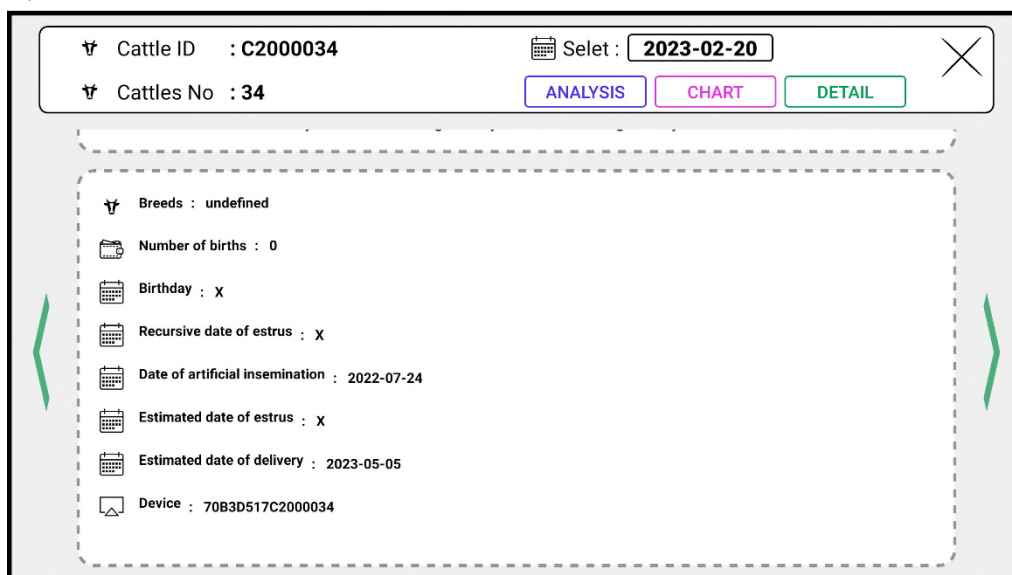 Cattle ID : C2000034
Selet : 2023-02-20
Cattles No : 34
ANALYSIS CHART DETAIL
Breeds : undefined
Number of births : 0
Birthday : X
Recursive date of estrus : X
Date of artificial insemination : 2022-07-24
Estimated date of estrus : X
Estimated date of delivery : 2023-05-05
Device : 70B3D517C2000034